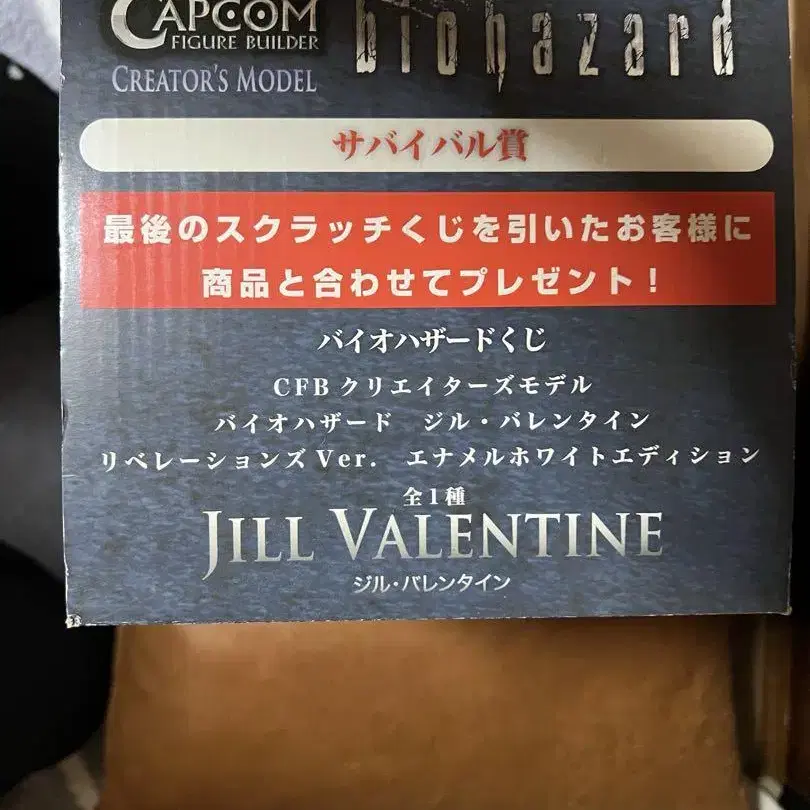 CAPCOM
FIGURE BUILDER
CREATOR'S MODEL
biohazard
サバイバル賞
最後のスクラッチくじを引いたお客様に
商品と合わせてプレゼント!
バイオハザードくじ
CFBクリエイターズモデル
バイオハザード ジル・バレンタイン
リベレーションズVer. エナメルホワイトエディション
全1種
JILL VALENTINE
ジル・バレンタイン